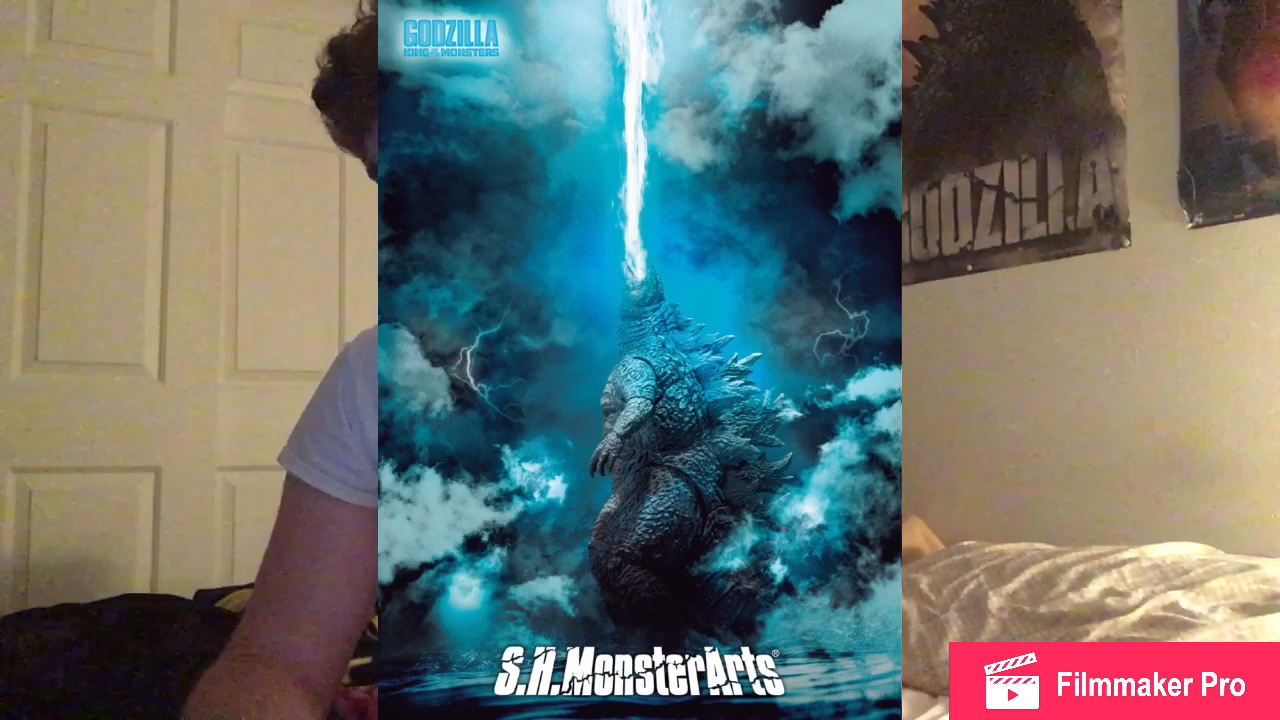 GODZILLA
KING OF THE MONSTERS
GODZILLA
S.H.MonsterArts®
Filmmaker Pro